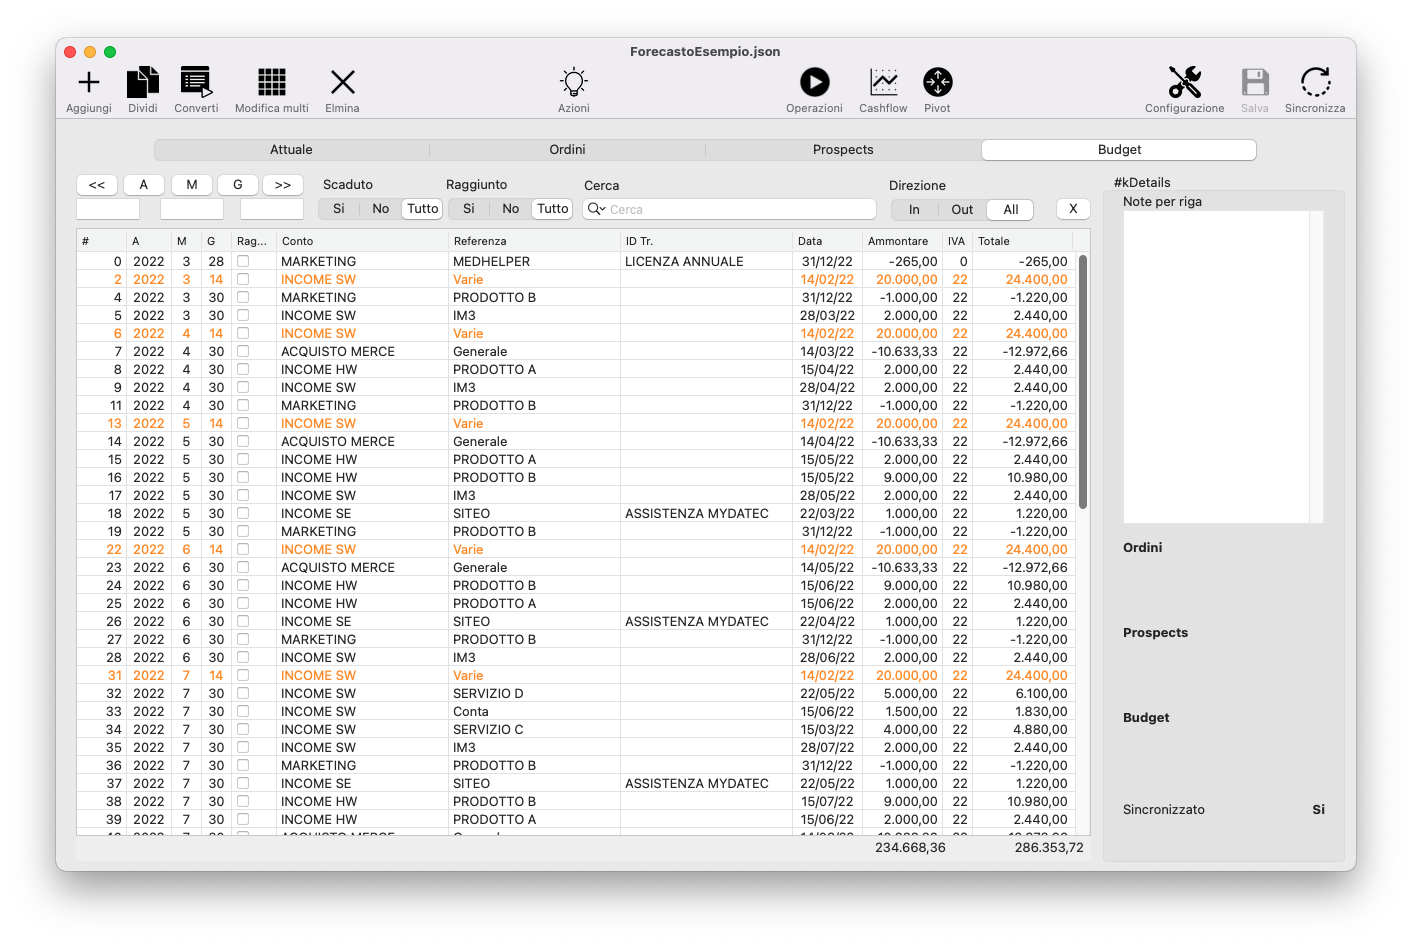 ForecastoEsempio.json
Aggiungi Dividi Converti Modifica multi Elmina Azioni Operazioni Cashflow Pivot Configurazione Salva Sincronizza
Attuale Ordini Prospects Budget
<< A M G >> Scaduto Raggiunto Cerca Direzione #kDetails
Si No Tutto Si No Tutto Cerca In Out All X Note per riga
# A M G Rag... Conto Referenza ID Tr. Data Ammontare IVA Totale
0 2022 3 28 MARKETING MEDHELPER LICENZA ANNUALE 31/12/22 -265,00 0 -265,00
2 2022 3 14 INCOME SW Varie 14/02/22 20.000,00 22 24.400,00
4 2022 3 30 MARKETING PRODOTTO B 31/12/22 -1.000,00 22 -1.220,00
5 2022 3 30 INCOME SW IM3 28/03/22 2.000,00 22 2.440,00
6 2022 4 14 INCOME SW Varie 14/02/22 20.000,00 22 24.400,00
7 2022 4 30 ACQUISTO MERCE Generale 14/03/22 -10.633,33 22 -12.972,66
8 2022 4 30 INCOME HW PRODOTTO A 15/04/22 2.000,00 22 2.440,00
9 2022 4 30 INCOME SW IM3 28/04/22 2.000,00 22 2.440,00
11 2022 4 30 MARKETING PRODOTTO B 31/12/22 -1.000,00 22 -1.220,00
13 2022 5 14 INCOME SW Varie 14/02/22 20.000,00 22 24.400,00
14 2022 5 30 ACQUISTO MERCE Generale 14/04/22 -10.633,33 22 -12.972,66
15 2022 5 30 INCOME HW PRODOTTO A 15/05/22 2.000,00 22 2.440,00
16 2022 5 30 INCOME HW PRODOTTO B 15/05/22 9.000,00 22 10.980,00
17 2022 5 30 INCOME SW IM3 28/05/22 2.000,00 22 2.440,00
18 2022 5 30 INCOME SE SITEO ASSISTENZA MYDATEC 22/03/22 1.000,00 22 1.220,00
19 2022 5 30 MARKETING PRODOTTO B 31/12/22 -1.000,00 22 -1.220,00
22 2022 6 14 INCOME SW Varie 14/02/22 20.000,00 22 24.400,00
Ordini
23 2022 6 30 ACQUISTO MERCE Generale 14/05/22 -10.633,33 22 -12.972,66
24 2022 6 30 INCOME HW PRODOTTO B 15/06/22 9.000,00 22 10.980,00
25 2022 6 30 INCOME HW PRODOTTO A 15/06/22 2.000,00 22 2.440,00
26 2022 6 30 INCOME SE SITEO ASSISTENZA MYDATEC 22/04/22 1.000,00 22 1.220,00
27 2022 6 30 MARKETING PRODOTTO B 31/12/22 -1.000,00 22 -1.220,00
Prospects
28 2022 6 30 INCOME SW IM3 28/06/22 2.000,00 22 2.440,00
31 2022 7 14 INCOME SW Varie 14/02/22 20.000,00 22 24.400,00
32 2022 7 30 INCOME SW SERVIZIO D 22/05/22 5.000,00 22 6.100,00
33 2022 7 30 INCOME SW Conta 15/06/22 1.500,00 22 1.830,00
Budget
34 2022 7 30 INCOME SW SERVIZIO C 15/03/22 4.000,00 22 4.880,00
35 2022 7 30 INCOME SW IM3 28/07/22 2.000,00 22 2.440,00
36 2022 7 30 MARKETING PRODOTTO B 31/12/22 -1.000,00 22 -1.220,00
37 2022 7 30 INCOME SE SITEO ASSISTENZA MYDATEC 22/05/22 1.000,00 22 1.220,00
38 2022 7 30 INCOME HW PRODOTTO B 15/07/22 9.000,00 22 10.980,00
Sincronizzato Si
39 2022 7 30 INCOME HW PRODOTTO A 15/06/22 2.000,00 22 2.440,00
234.668,36 286.353,72